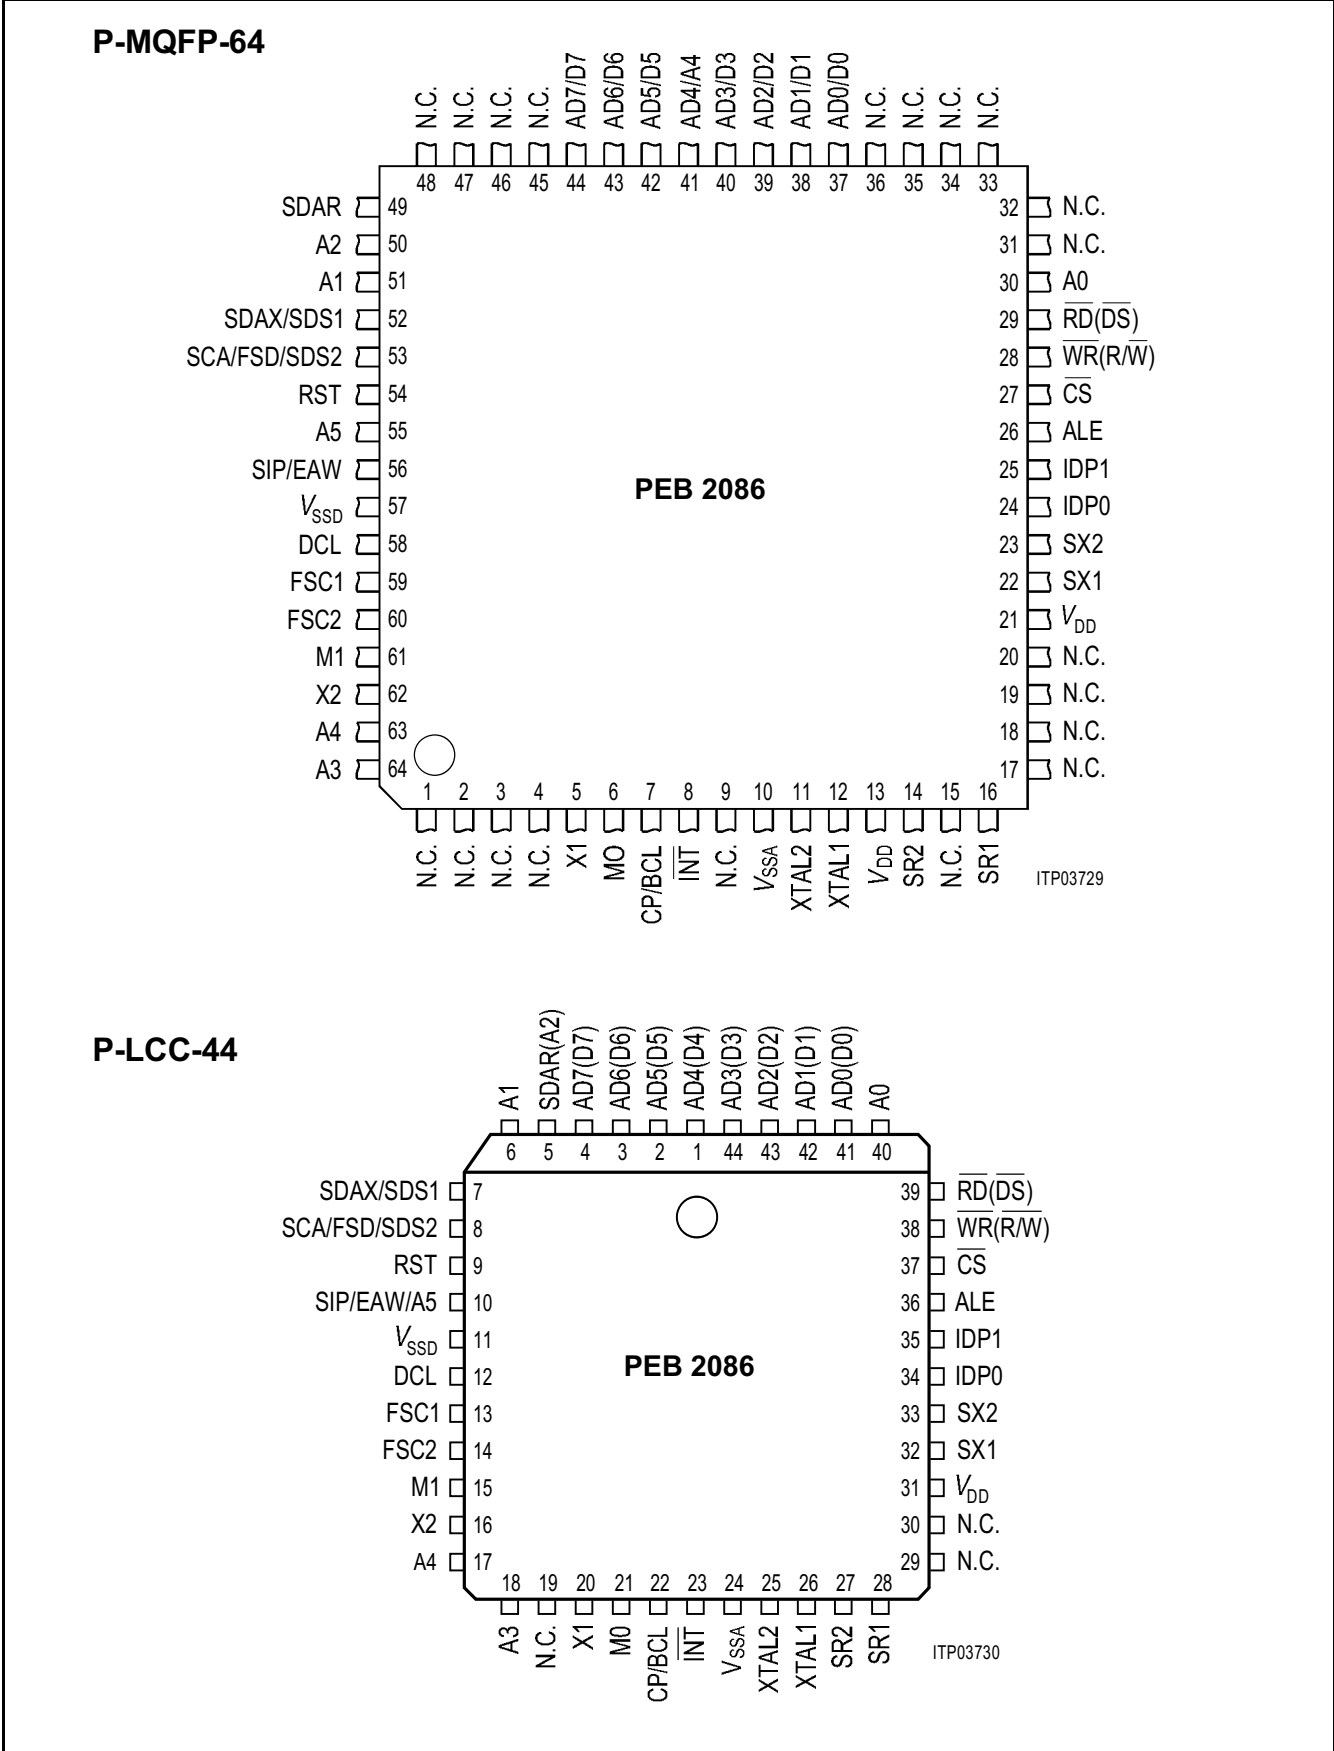 P-MQFP-64
N.C. N.C. N.C. N.C. AD7/D7 AD6/D6 AD5/D5 AD4/A4 AD3/D3 AD2/D2 AD1/D1 AD0/D0 N.C. N.C. N.C. N.C.
48 47 46 45 44 43 42 41 40 39 38 37 36 35 34 33
SDAR 49 32 N.C.
A2 50 31 N.C.
A1 51 30 A0
SDAX/SDS1 52 29 R̅D̅(D̅S̅)
SCA/FSD/SDS2 53 28 W̅R̅(R/W̅)
RST 54 27 C̅S̅
A5 55 26 ALE
SIP/EAW 56 25 IDP1
PEB 2086
VSSD 57 24 IDP0
DCL 58 23 SX2
FSC1 59 22 SX1
FSC2 60 21 VDD
M1 61 20 N.C.
X2 62 19 N.C.
A4 63 18 N.C.
A3 64 17 N.C.
1 2 3 4 5 6 7 8 9 10 11 12 13 14 15 16
N.C. N.C. N.C. N.C. X1 MO CP/BCL I̅N̅T̅ N.C. VSSA XTAL2 XTAL1 VDD SR2 N.C. SR1
ITP03729
P-LCC-44
A1 SDAR(A2) AD7(D7) AD6(D6) AD5(D5) AD4(D4) AD3(D3) AD2(D2) AD1(D1) AD0(D0) A0
6 5 4 3 2 1 44 43 42 41 40
SDAX/SDS1 7 39 R̅D̅(D̅S̅)
SCA/FSD/SDS2 8 38 W̅R̅(R̅/̅W̅)
RST 9 37 C̅S̅
SIP/EAW/A5 10 36 ALE
VSSD 11 35 IDP1
PEB 2086
DCL 12 34 IDP0
FSC1 13 33 SX2
FSC2 14 32 SX1
M1 15 31 VDD
X2 16 30 N.C.
A4 17 29 N.C.
18 19 20 21 22 23 24 25 26 27 28
A3 N.C. X1 M0 CP/BCL I̅N̅T̅ VSSA XTAL2 XTAL1 SR2 SR1
ITP03730